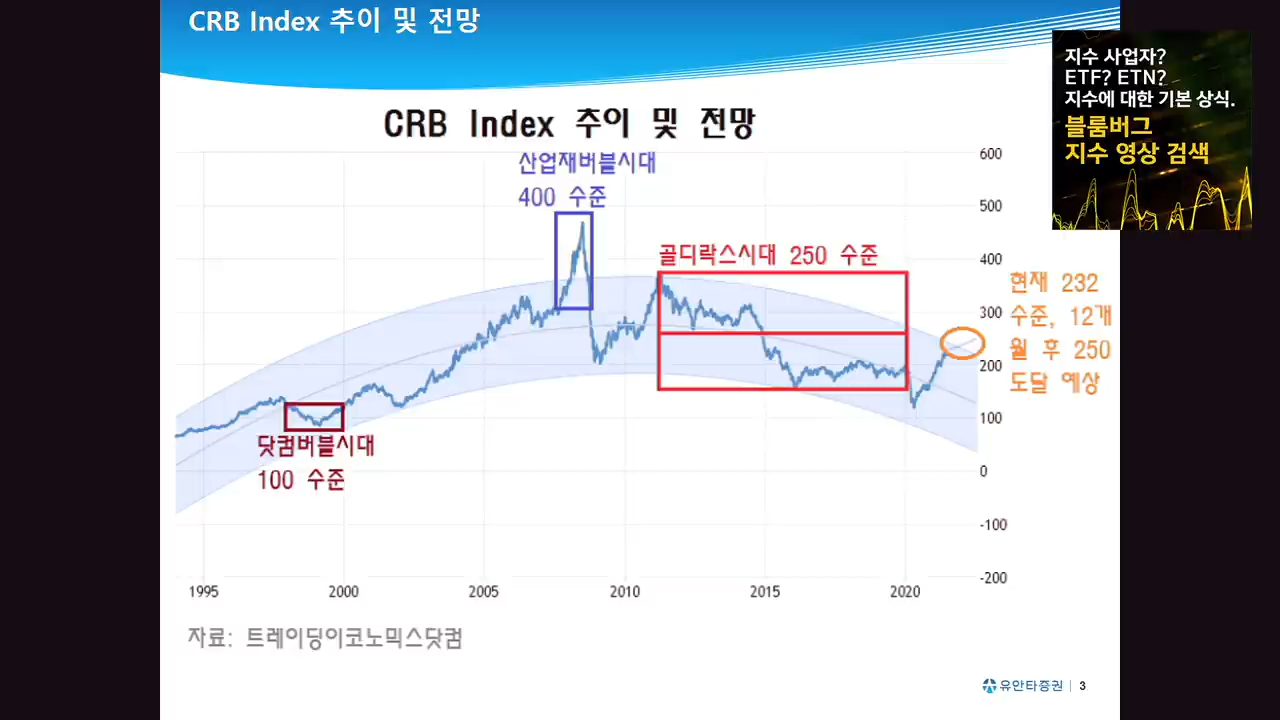 CRB Index 추이 및 전망
지수 사업자?
ETF? ETN?
지수에 대한 기본 상식.
블룸버그
지수 영상 검색
CRB Index 추이 및 전망
산업재버블시대
400 수준
골디락스시대 250 수준
닷컴버블시대
100 수준
현재 232
수준, 12개
월 후 250
도달 예상
600
500
400
300
200
100
0
-100
-200
1995
2000
2005
2010
2015
2020
자료: 트레이딩이코노믹스닷컴
유안타증권 | 3